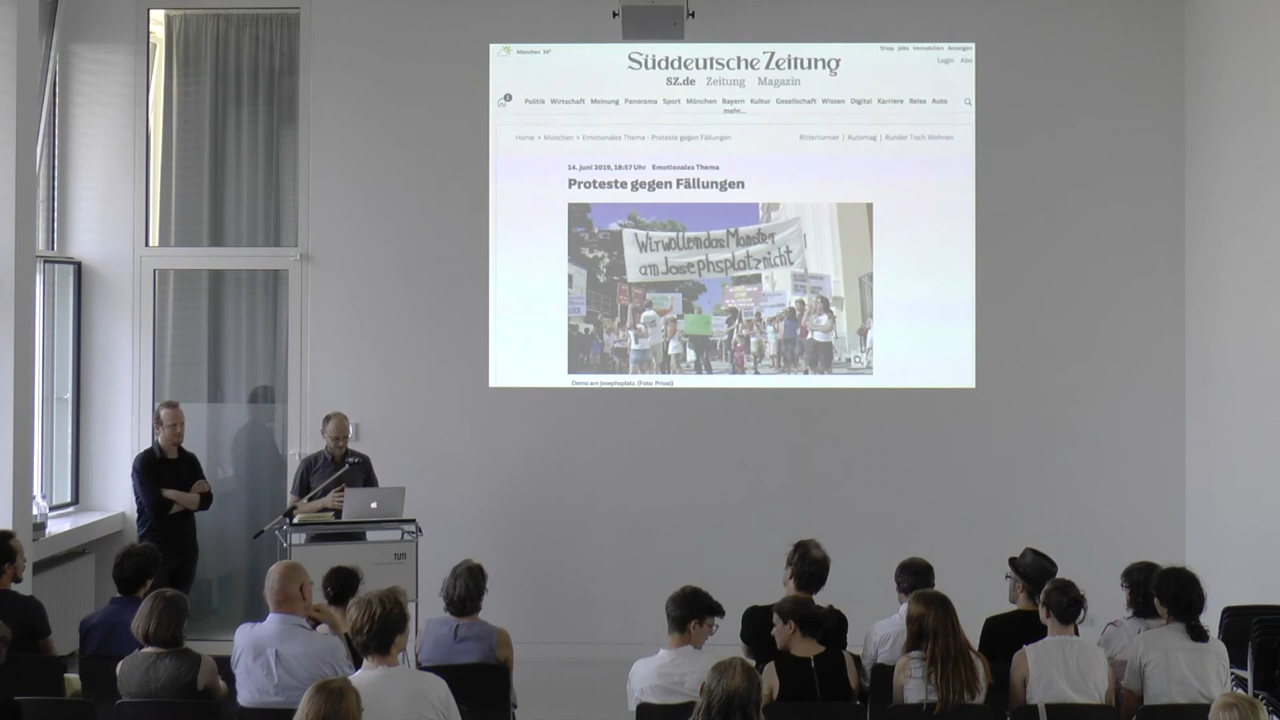 München 34°
Shop Jobs Immobilien Anzeigen
Süddeutsche Zeitung
Login Abo
SZ.de Zeitung Magazin
1
Politik Wirtschaft Meinung Panorama Sport München Bayern Kultur Gesellschaft Wissen Digital Karriere Reise Auto
mehr...
Home > München > Emotionales Thema - Proteste gegen Fällungen
Ritterturnier | Automag | Runder Tisch Wohnen
14. Juni 2019, 18:57 Uhr Emotionales Thema
Proteste gegen Fällungen
Wir wollen das Monster
am Josephsplatz nicht
Demo am Josephsplatz. (Foto: Privat)
TUM